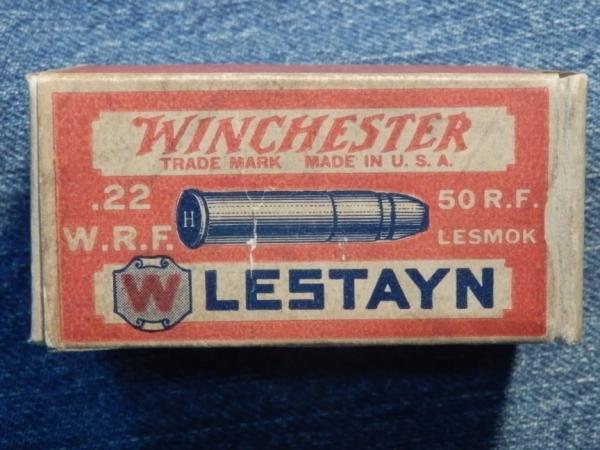 WINCHESTER
TRADE MARK MADE IN U. S. A.
.22
W.R.F.
H
50 R.F.
LESMOK
W
LESTAYN